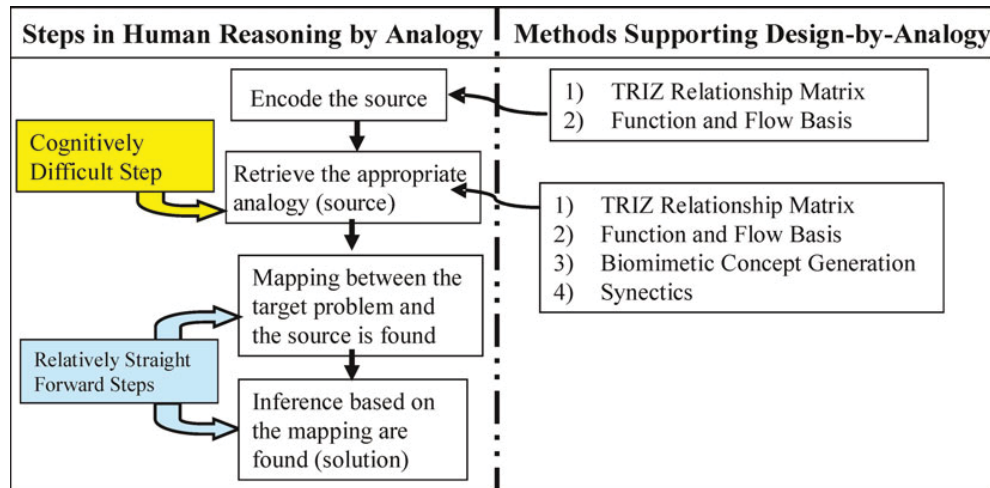 Steps in Human Reasoning by Analogy
Methods Supporting Design-by-Analogy
Encode the source
1) TRIZ Relationship Matrix
2) Function and Flow Basis
Cognitively
Difficult Step
Retrieve the appropriate
analogy (source)
1) TRIZ Relationship Matrix
2) Function and Flow Basis
3) Biomimetic Concept Generation
4) Synectics
Mapping between the
target problem and
the source is found
Relatively Straight
Forward Steps
Inference based on
the mapping are
found (solution)